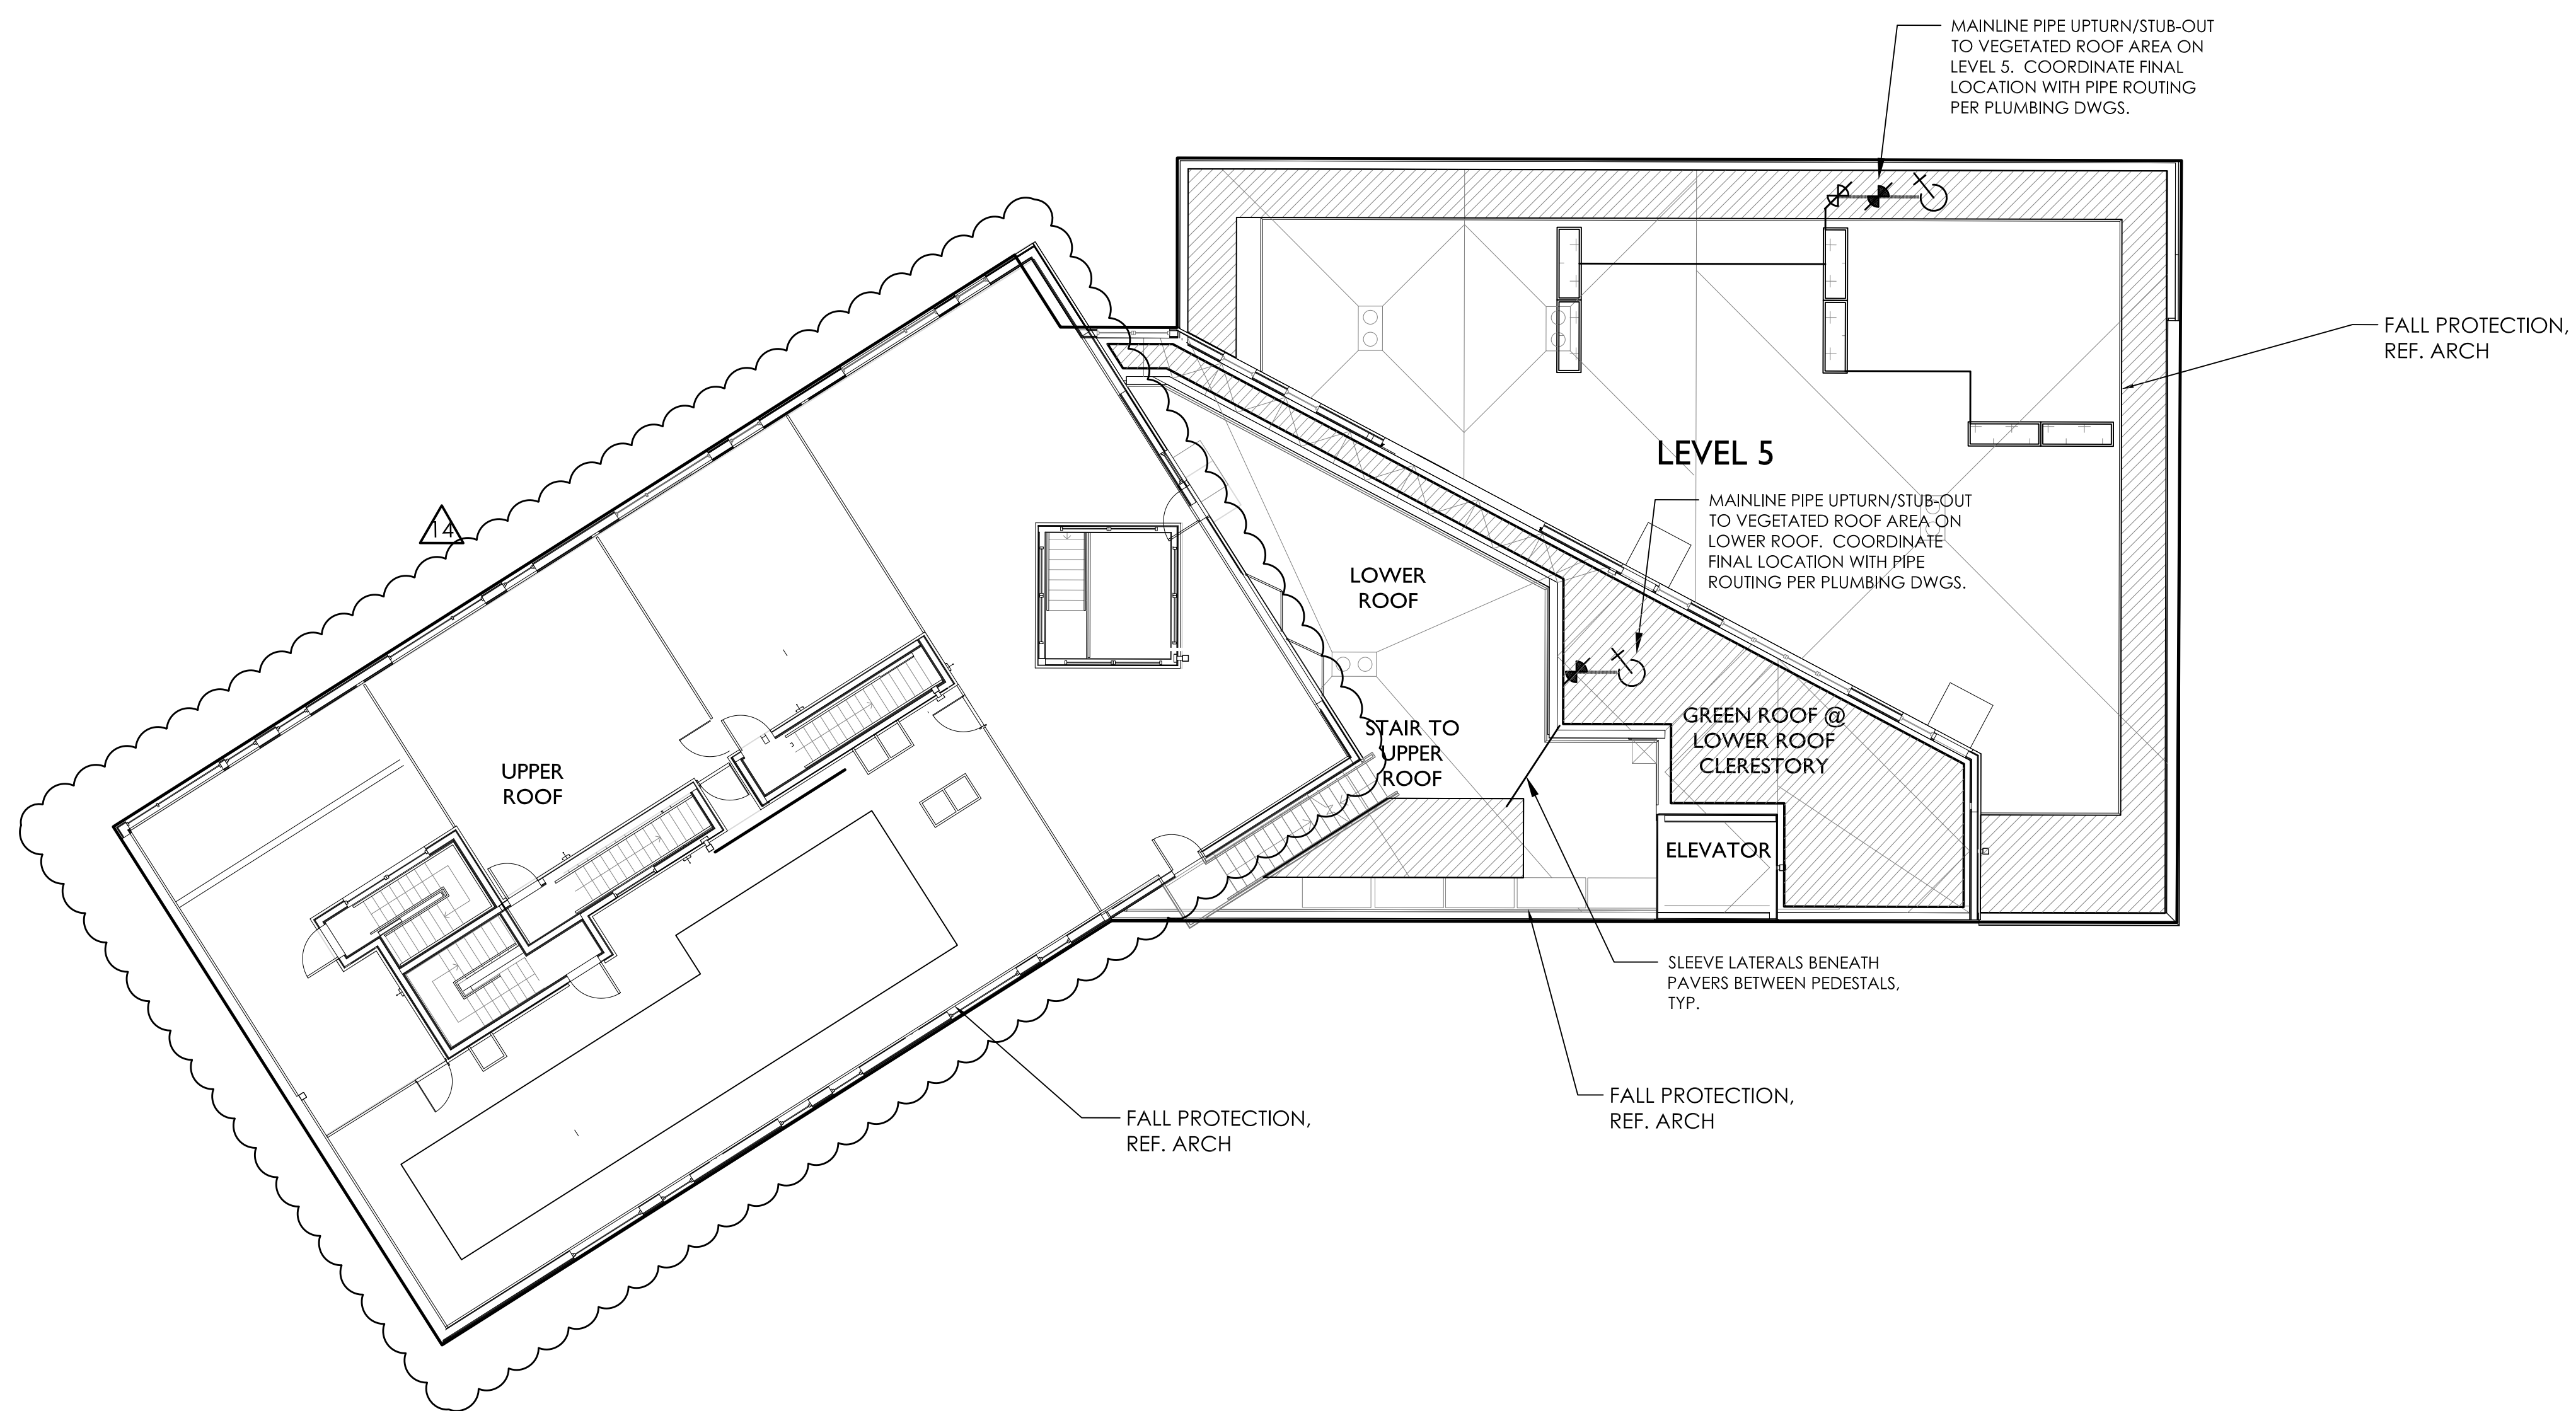 MAINLINE PIPE UPTURN/STUB-OUT
TO VEGETATED ROOF AREA ON
LEVEL 5.  COORDINATE FINAL
LOCATION WITH PIPE ROUTING
PER PLUMBING DWGS.
FALL PROTECTION,
REF. ARCH
LEVEL 5
MAINLINE PIPE UPTURN/STUB-OUT
TO VEGETATED ROOF AREA ON
LOWER ROOF.  COORDINATE
FINAL LOCATION WITH PIPE
ROUTING PER PLUMBING DWGS.
14
LOWER
ROOF
STAIR TO
UPPER
ROOF
GREEN ROOF @
LOWER ROOF
CLERESTORY
UPPER
ROOF
ELEVATOR
SLEEVE LATERALS BENEATH
PAVERS BETWEEN PEDESTALS,
TYP.
FALL PROTECTION,
REF. ARCH
FALL PROTECTION,
REF. ARCH